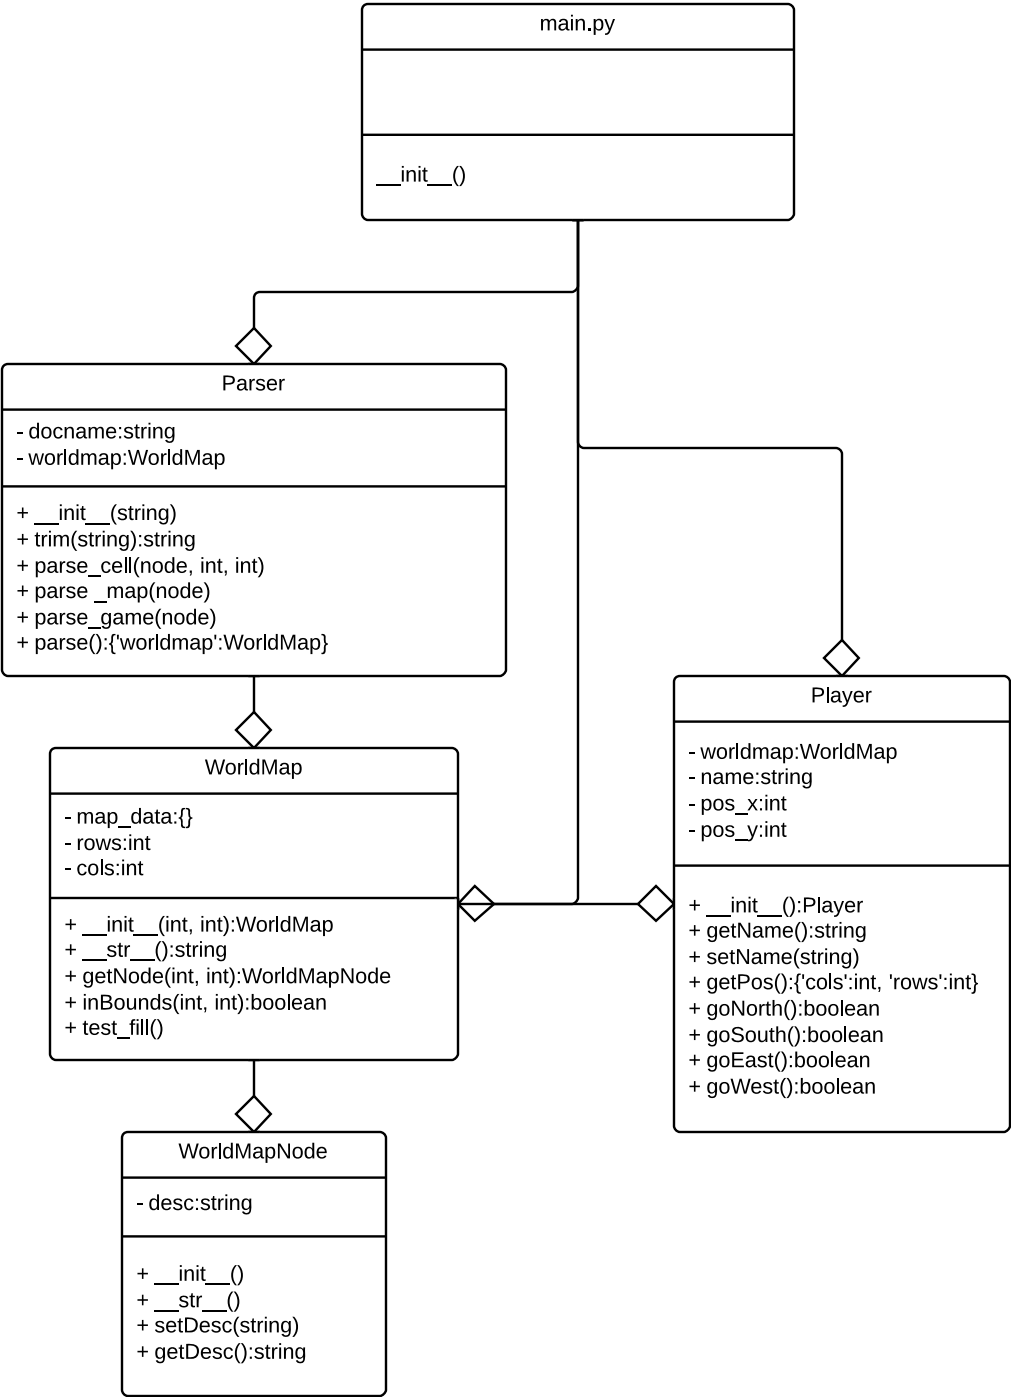 main.py
__init__()
Parser
- docname:string
- worldmap:WorldMap
+ __init__(string)
+ trim(string):string
+ parse_cell(node, int, int)
+ parse _map(node)
+ parse_game(node)
+ parse():{'worldmap':WorldMap}
WorldMap
- map_data:{}
- rows:int
- cols:int
+ __init__(int, int):WorldMap
+ __str__():string
+ getNode(int, int):WorldMapNode
+ inBounds(int, int):boolean
+ test_fill()
Player
- worldmap:WorldMap
- name:string
- pos_x:int
- pos_y:int
+ __init__():Player
+ getName():string
+ setName(string)
+ getPos():{'cols':int, 'rows':int}
+ goNorth():boolean
+ goSouth():boolean
+ goEast():boolean
+ goWest():boolean
WorldMapNode
- desc:string
+ __init__()
+ __str__()
+ setDesc(string)
+ getDesc():string